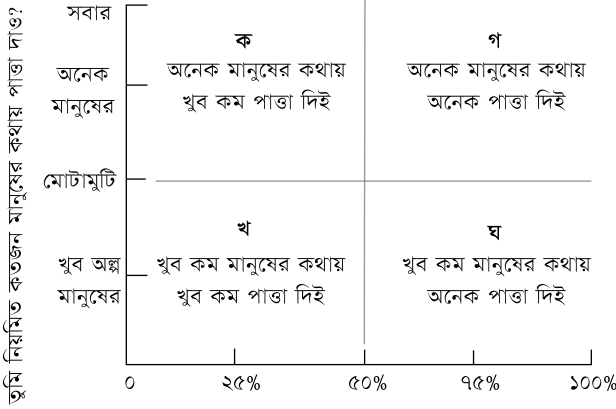 তুমি নিয়মিত কতজন মানুষের কথায় পাত্তা দাও?
সবার
অনেক
মানুষের
মোটামুটি
খুব অল্প
মানুষের
ক
অনেক মানুষের কথায়
খুব কম পাত্তা দিই
গ
অনেক মানুষের কথায়
অনেক পাত্তা দিই
খ
খুব কম মানুষের কথায়
খুব কম পাত্তা দিই
ঘ
খুব কম মানুষের কথায়
অনেক পাত্তা দিই
০ ২৫% ৫০% ৭৫% ১০০%